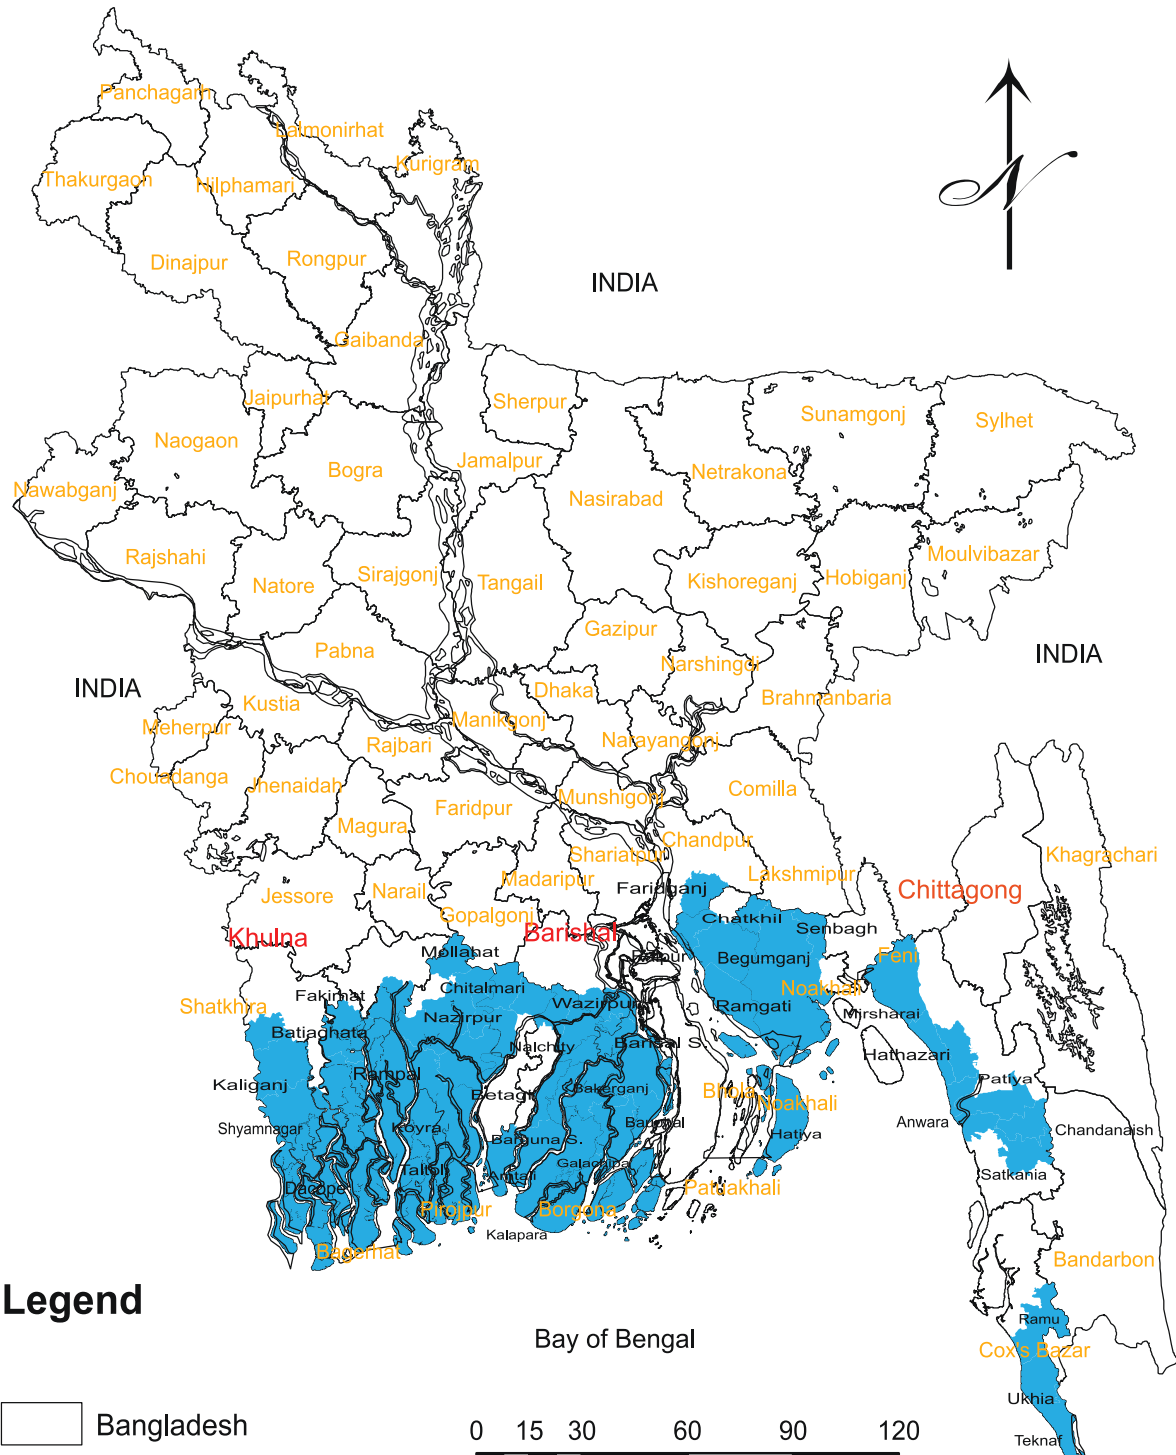 Panchagarh
Lalmonirhat
Kurigram
Thakurgaon
Nilphamari
Dinajpur
Rongpur
INDIA
Gaibanda
Jaipurhat
Sherpur
Sunamgonj
Sylhet
Naogaon
Bogra
Jamalpur
Netrakona
Nawabganj
Nasirabad
Rajshahi
Natore
Sirajgonj
Tangail
Kishoreganj
Hobiganj
Moulvibazar
Gazipur
Pabna
Narshingdi
INDIA
INDIA
Dhaka
Brahmanbaria
Kustia
Meherpur
Manikgonj
Rajbari
Narayangonj
Chouadanga
Jhenaidah
Munshigonj
Comilla
Faridpur
Magura
Chandpur
Shariatpur
Khagrachari
Lakshmipur
Madaripur
Faridganj
Chittagong
Jessore
Narail
Gopalgonj
Chatkhil
Senbagh
Khulna
Barishal
Mollahat
Raipur
Begumganj
Feni
Chitalmari
Noakhali
Fakirhat
Shatkhira
Wazirpur
Ramgati
Nazirpur
Mirsharai
Batiaghata
Nalchity
Barisal S.
Hathazari
Rampal
Patiya
Kaliganj
Betagi
Bakerganj
Bhola
Noakhali
Shyamnagar
Koyra
Bauphal
Anwara
Chandanaish
Barguna S.
Hatiya
Taltoli
Amtali
Galachipa
Satkania
Dacope
Patuakhali
Pirojpur
Borgona
Kalapara
Bagerhat
Bandarbon
Legend
Ramu
Bay of Bengal
Cox's Bazar
Ukhia
Bangladesh
0 15 30 60 90 120
Teknaf
N